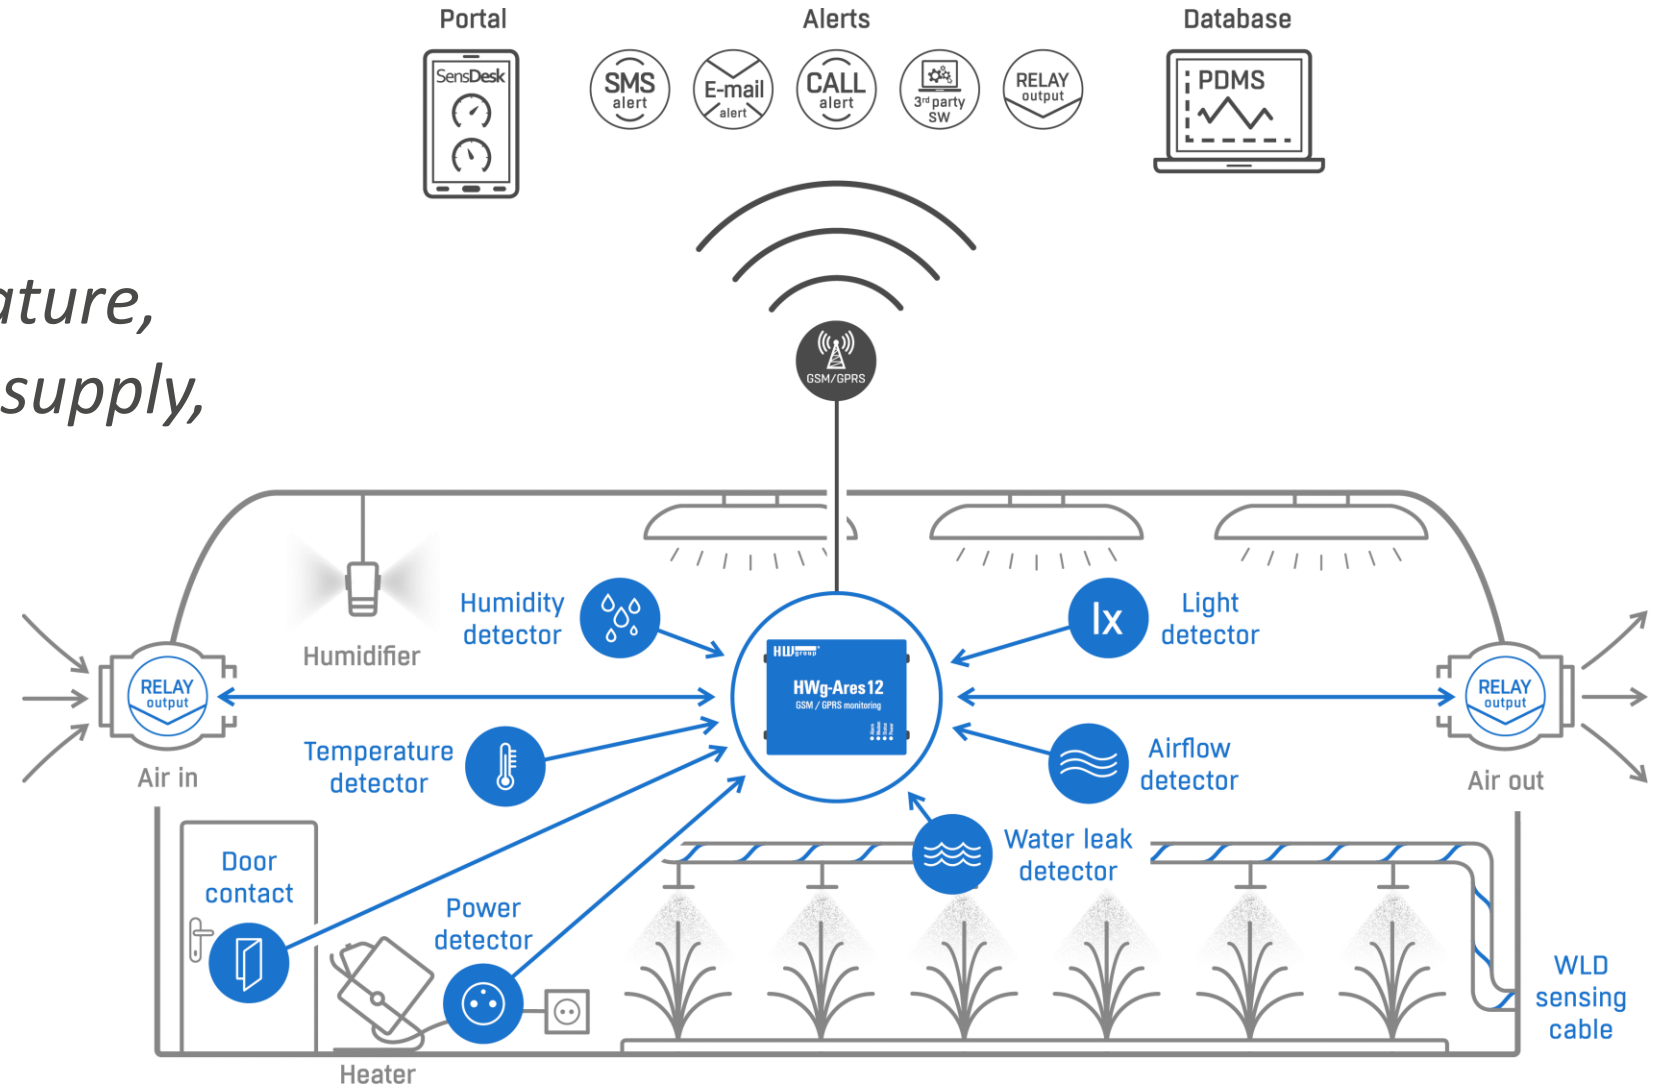 Portal
Alerts
Database
SensDesk
SMS
alert
E-mail
alert
CALL
alert
3rd party
SW
RELAY
output
PDMS
ature,
supply,
GSM/GPRS
Humidifier
Humidity
detector
lx
Light
detector
HWgroup
HWg-Ares12
GSM / GPRS monitoring
RELAY
output
Air in
RELAY
output
Air out
Temperature
detector
Airflow
detector
Water leak
detector
Door
contact
Power
detector
Heater
WLD
sensing
cable